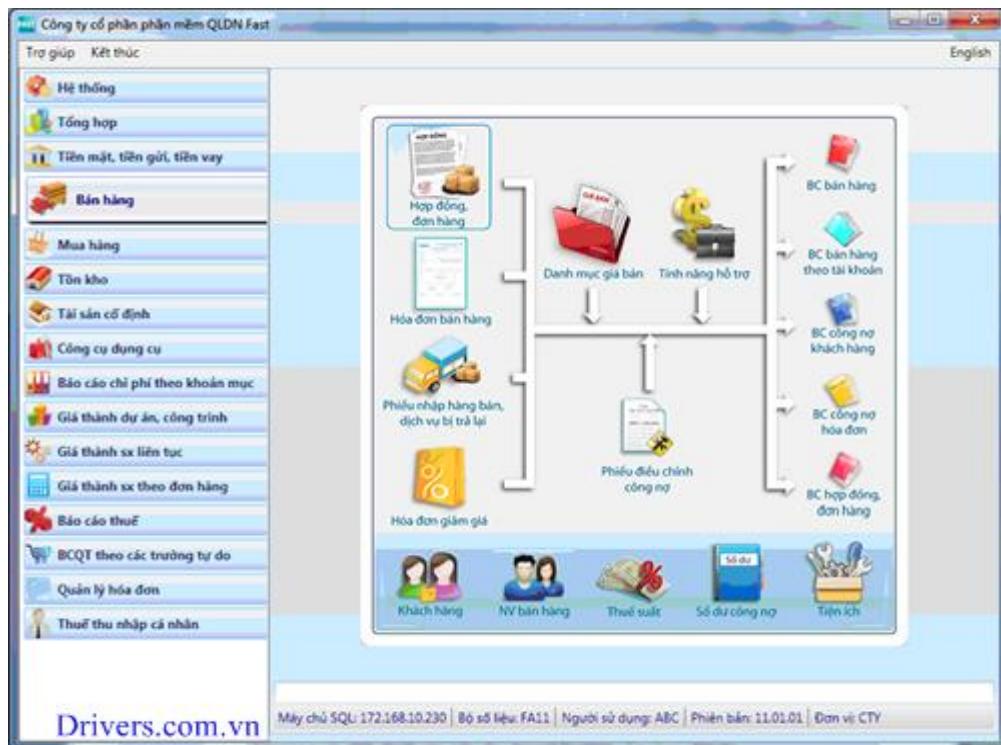 Công ty cổ phần phần mềm QLDN Fast
Trợ giúp Kết thúc English
Hệ thống
Tổng hợp
Tiền mặt, tiền gửi, tiền vay
Bán hàng
Mua hàng
Tồn kho
Tài sản cố định
Công cụ dụng cụ
Báo cáo chi phí theo khoản mục
Giá thành dự án, công trình
Giá thành sx liên tục
Giá thành sx theo đơn hàng
Báo cáo thuế
BCQT theo các trường tự do
Quản lý hóa đơn
Thuế thu nhập cá nhân
HỢP ĐỒNG
Hợp đồng,
đơn hàng
Hóa đơn bán hàng
Phiếu nhập hàng bán,
dịch vụ bị trả lại
Hóa đơn giảm giá
GIÁ BÁN
Danh mục giá bán
Tính năng hỗ trợ
Phiếu điều chỉnh
công nợ
BC bán hàng
BC bán hàng
theo tài khoản
BC công nợ
khách hàng
BC công nợ
hóa đơn
BC hợp đồng,
đơn hàng
Khách hàng
NV bán hàng
Thuế suất
Số dư
Số dư công nợ
Tiện ích
Máy chủ SQL: 172.168.10.230 Bộ số liệu: FA11 Người sử dụng: ABC Phiên bản: 11.01.01 Đơn vị: CTY
Drivers.com.vn